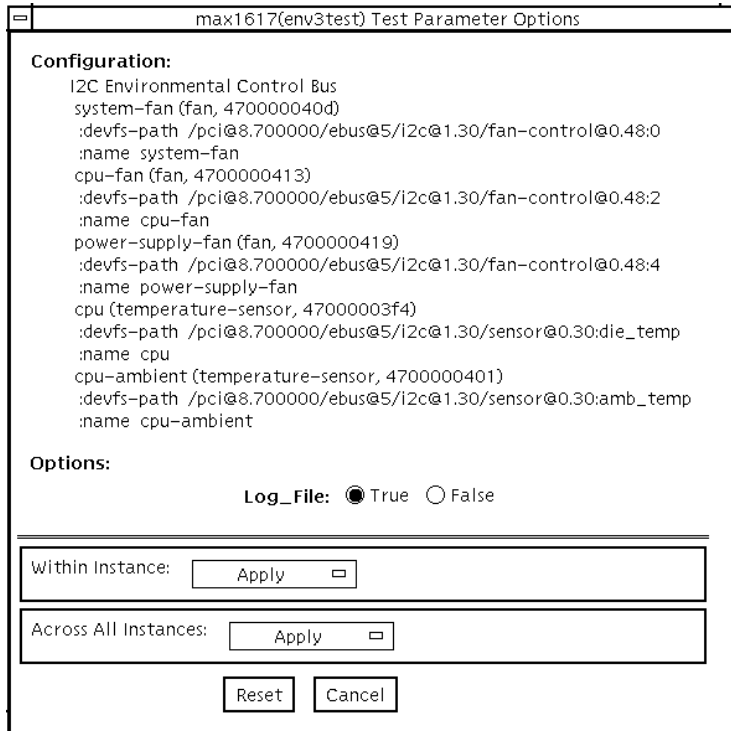 max1617(env3test) Test Parameter Options
Configuration:
I2C Environmental Control Bus
system-fan (fan, 470000040d)
:devfs-path /pci@8.700000/ebus@5/i2c@1.30/fan-control@0.48:0
:name system-fan
cpu-fan (fan, 4700000413)
:devfs-path /pci@8.700000/ebus@5/i2c@1.30/fan-control@0.48:2
:name cpu-fan
power-supply-fan (fan, 4700000419)
:devfs-path /pci@8.700000/ebus@5/i2c@1.30/fan-control@0.48:4
:name power-supply-fan
cpu (temperature-sensor, 47000003f4)
:devfs-path /pci@8.700000/ebus@5/i2c@1.30/sensor@0.30:die_temp
:name cpu
cpu-ambient (temperature-sensor, 4700000401)
:devfs-path /pci@8.700000/ebus@5/i2c@1.30/sensor@0.30:amb_temp
:name cpu-ambient
Options:
Log_File: True False
Within Instance: Apply
Across All Instances: Apply
Reset Cancel